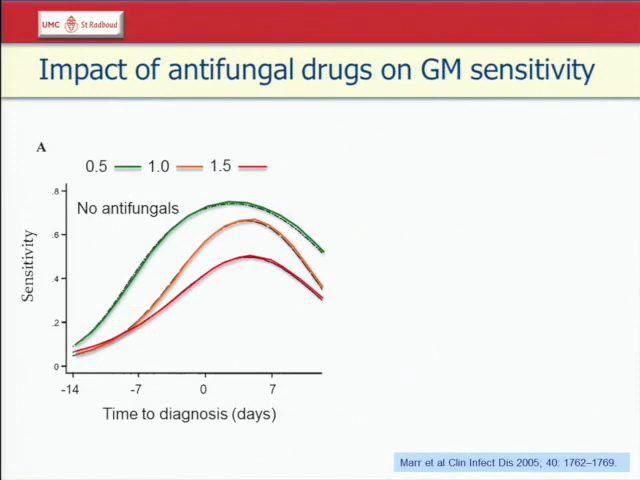 UMC St Radboud
Impact of antifungal drugs on GM sensitivity
A
0.5 1.0 1.5
No antifungals
Sensitivity
.8
.6
.4
.2
0
-14 -7 0 7
Time to diagnosis (days)
Marr et al Clin Infect Dis 2005; 40: 1762–1769.